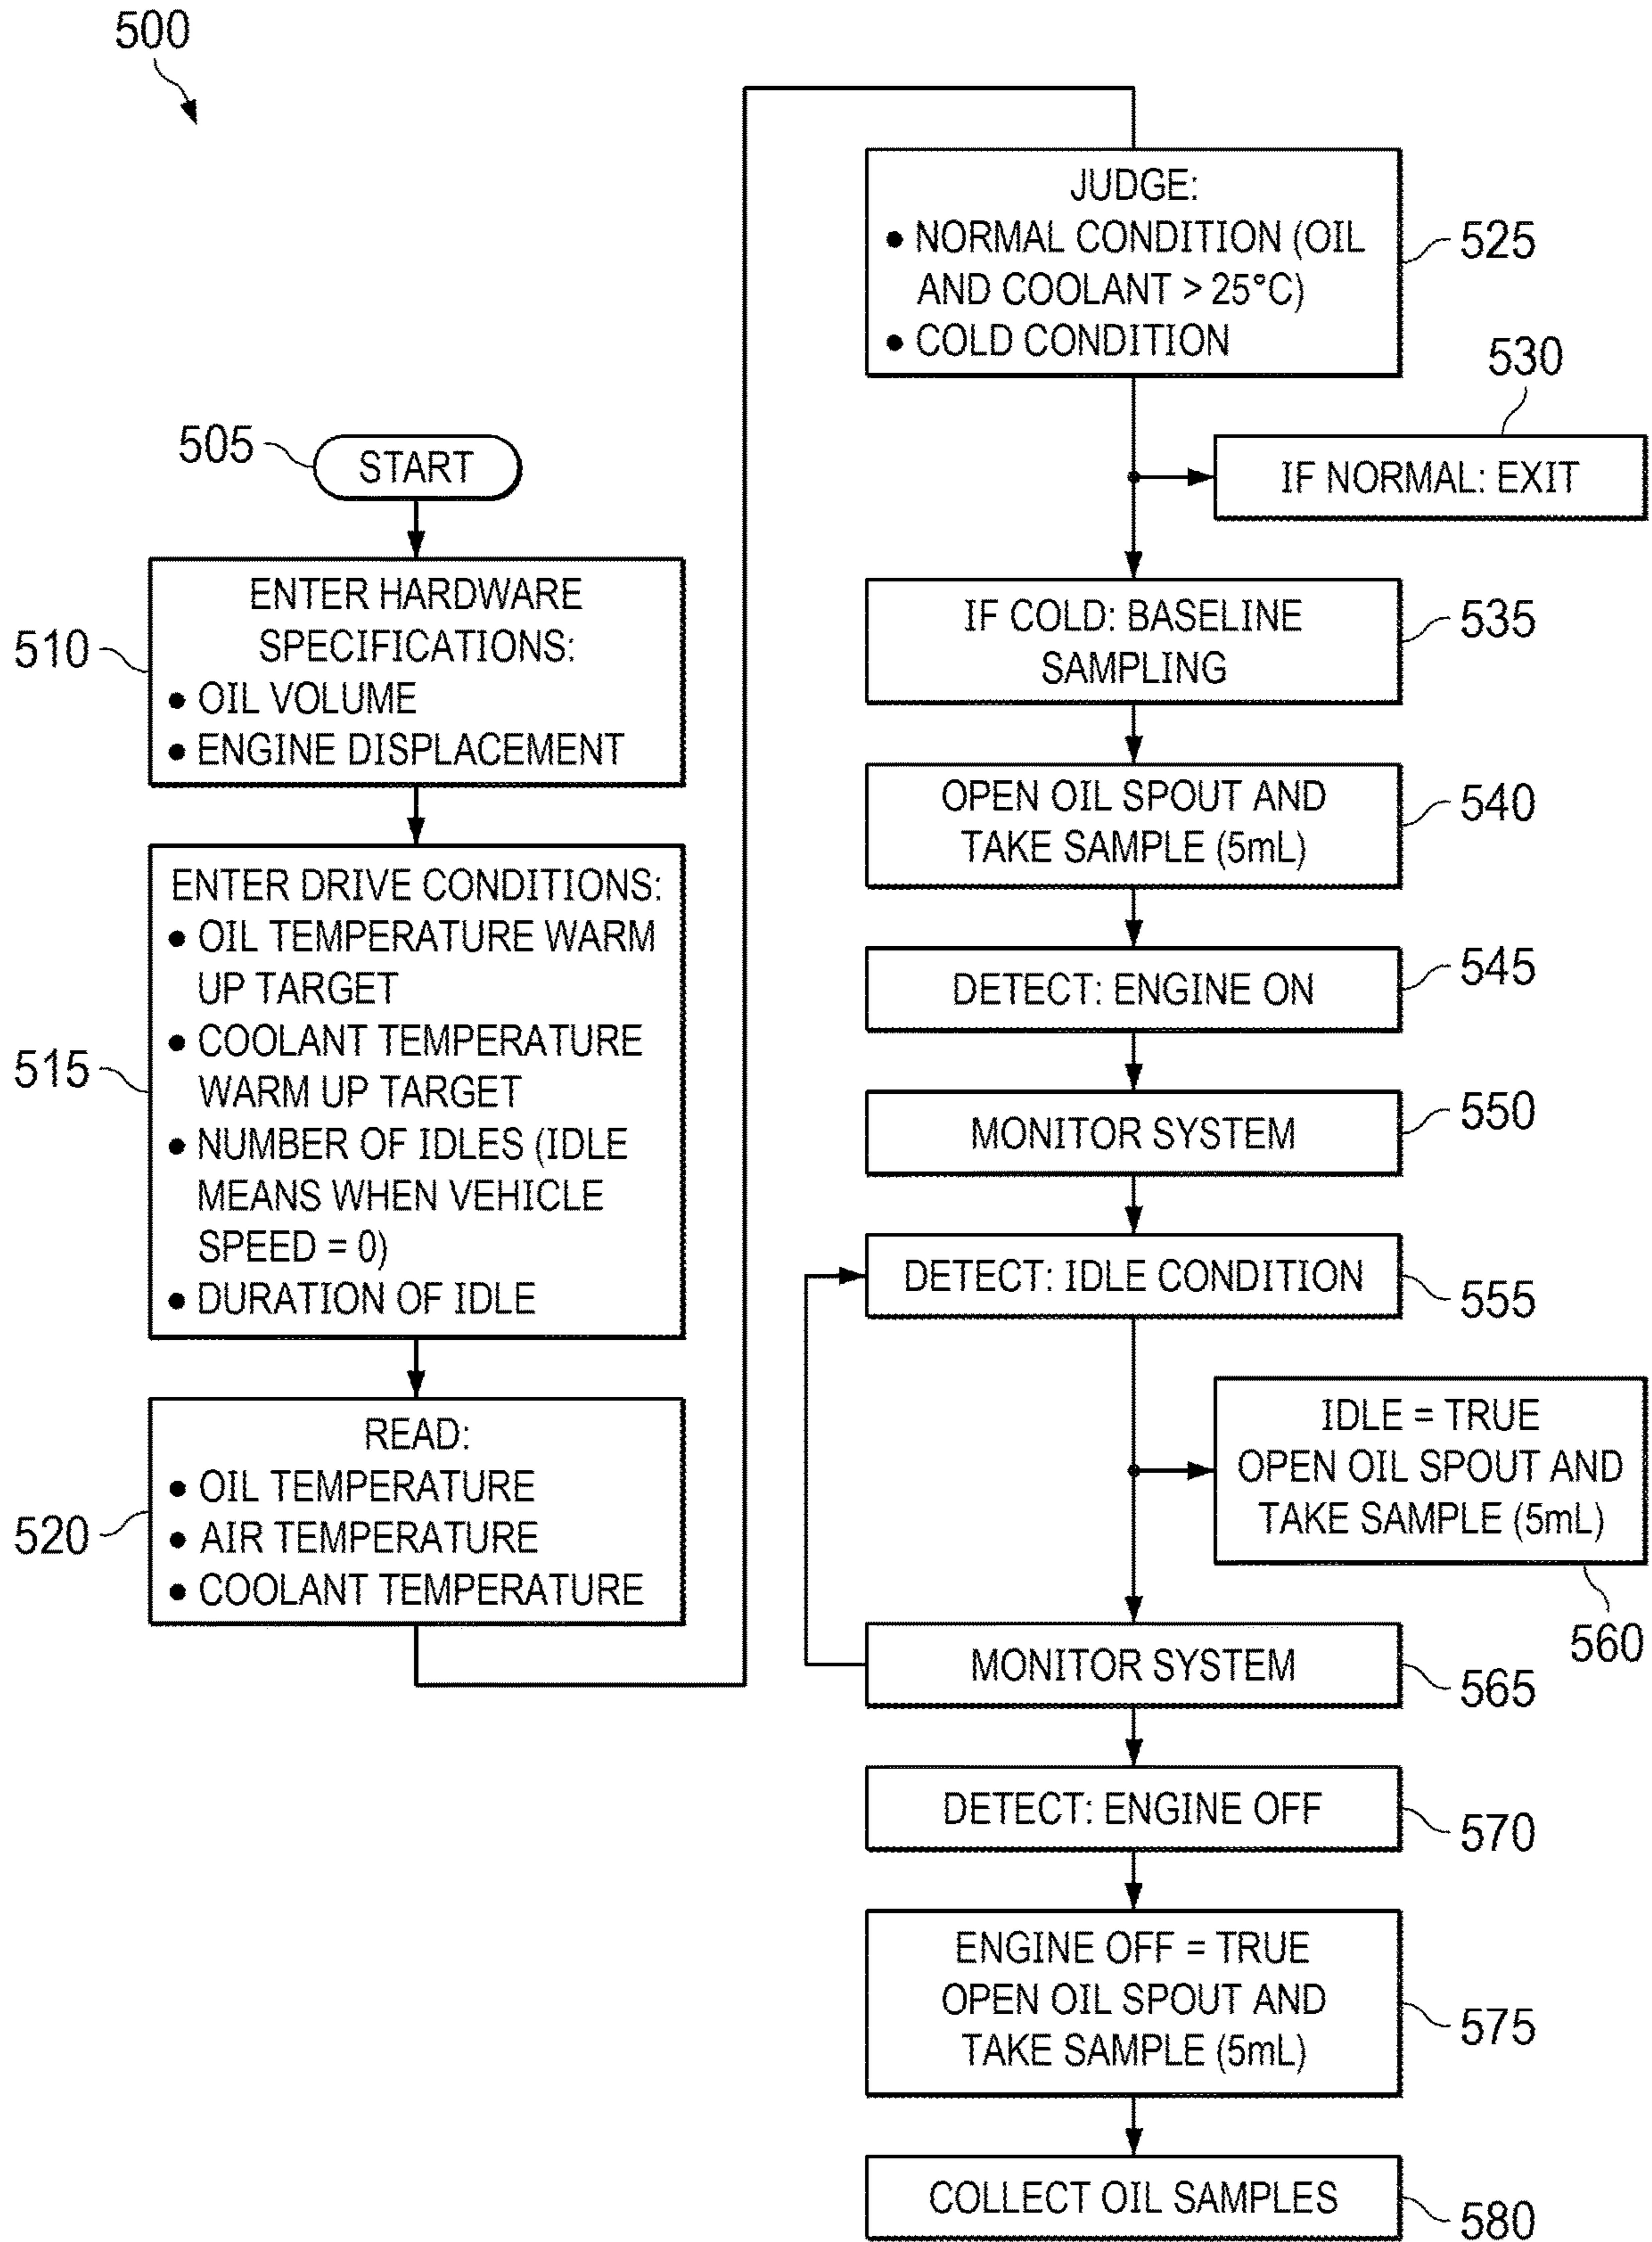 500
505
START
510
ENTER HARDWARE
SPECIFICATIONS:
• OIL VOLUME
• ENGINE DISPLACEMENT
515
ENTER DRIVE CONDITIONS:
• OIL TEMPERATURE WARM
UP TARGET
• COOLANT TEMPERATURE
WARM UP TARGET
• NUMBER OF IDLES (IDLE
MEANS WHEN VEHICLE
SPEED = 0)
• DURATION OF IDLE
520
READ:
• OIL TEMPERATURE
• AIR TEMPERATURE
• COOLANT TEMPERATURE
JUDGE:
• NORMAL CONDITION (OIL
AND COOLANT > 25°C)
• COLD CONDITION
525
530
IF NORMAL: EXIT
IF COLD: BASELINE
SAMPLING
535
OPEN OIL SPOUT AND
TAKE SAMPLE (5mL)
540
DETECT: ENGINE ON
545
MONITOR SYSTEM
550
DETECT: IDLE CONDITION
555
IDLE = TRUE
OPEN OIL SPOUT AND
TAKE SAMPLE (5mL)
560
MONITOR SYSTEM
565
DETECT: ENGINE OFF
570
ENGINE OFF = TRUE
OPEN OIL SPOUT AND
TAKE SAMPLE (5mL)
575
COLLECT OIL SAMPLES
580